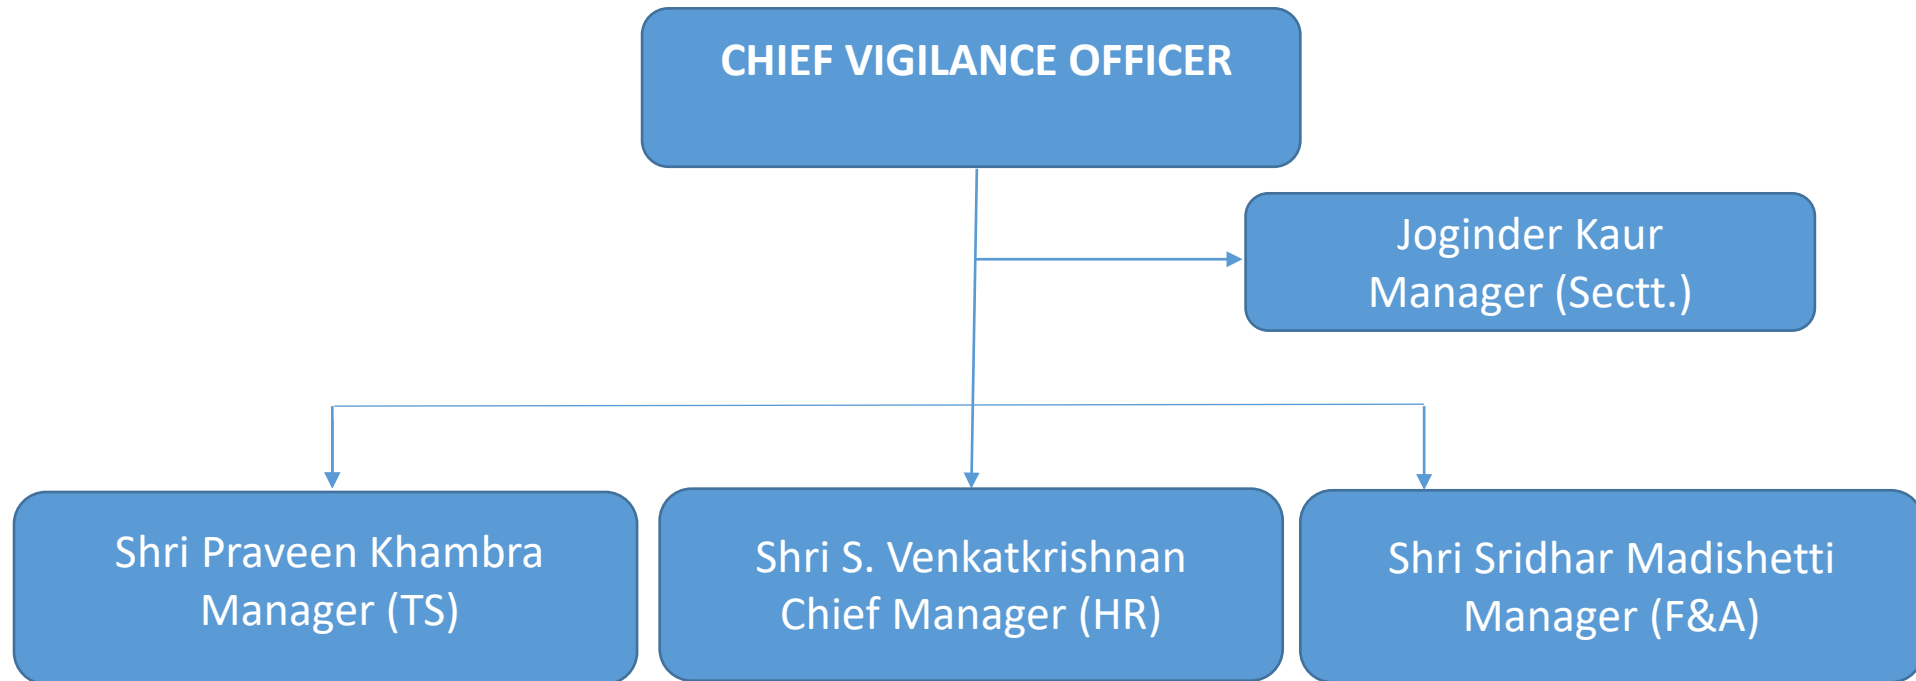 CHIEF VIGILANCE OFFICER
Joginder Kaur
Manager (Sectt.)
Shri Praveen Khambra
Manager (TS)
Shri S. Venkatkrishnan
Chief Manager (HR)
Shri Sridhar Madishetti
Manager (F&A)